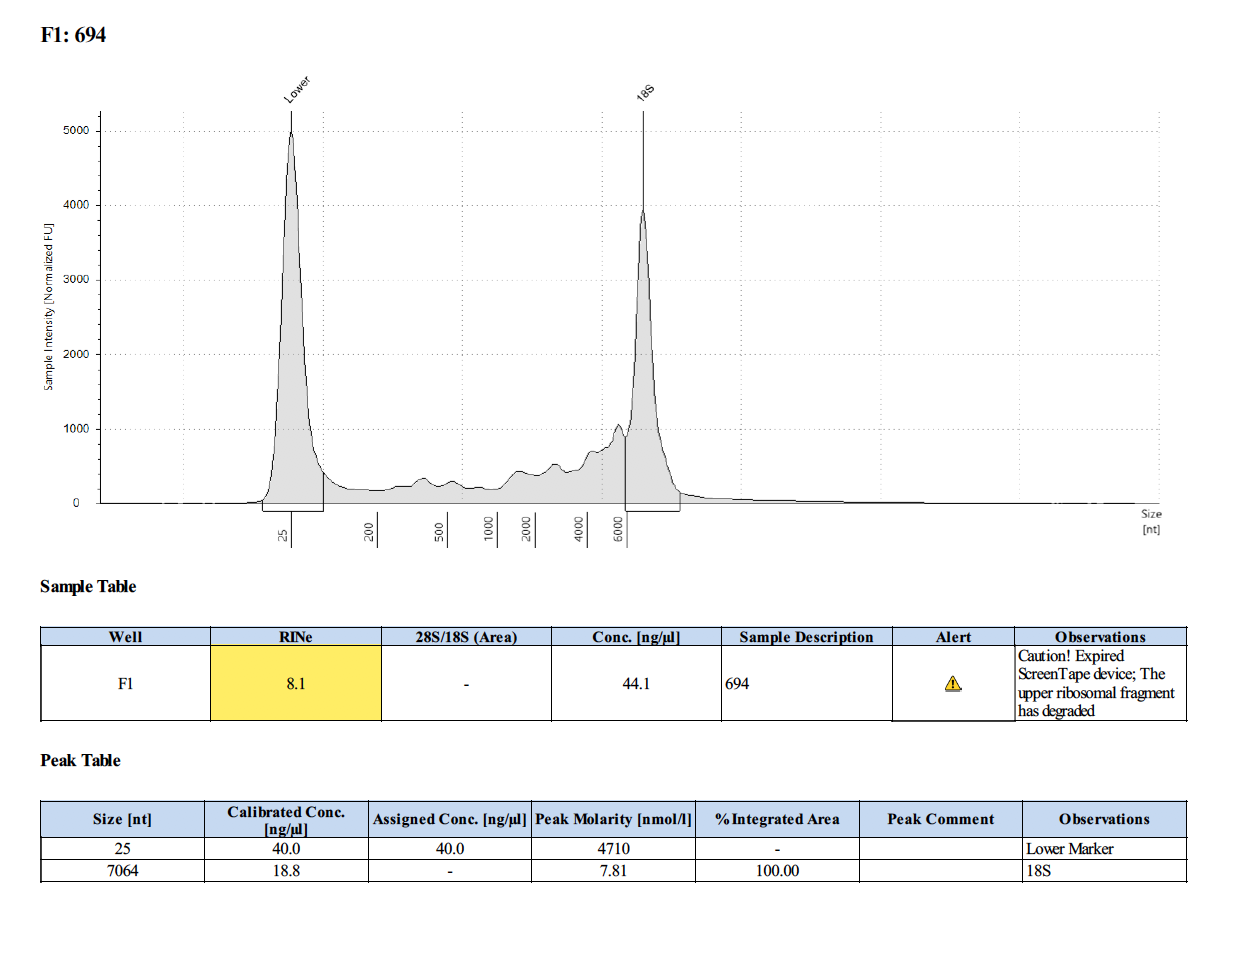 F1: 694
Lower
18S
Sample Intensity [Normalized FU]
5000
4000
3000
2000
1000
0
25
200
500
1000
2000
4000
6000
Size
[nt]
Sample Table
Well RINe 28S/18S (Area) Conc. [ng/µl] Sample Description Alert Observations
F1 8.1 - 44.1 694 Caution! Expired
ScreenTape device; The
upper ribosomal fragment
has degraded
Peak Table
Size [nt] Calibrated Conc. [ng/µl] Assigned Conc. [ng/µl] Peak Molarity [nmol/l] % Integrated Area Peak Comment Observations
25 40.0 40.0 4710 - Lower Marker
7064 18.8 - 7.81 100.00 18S